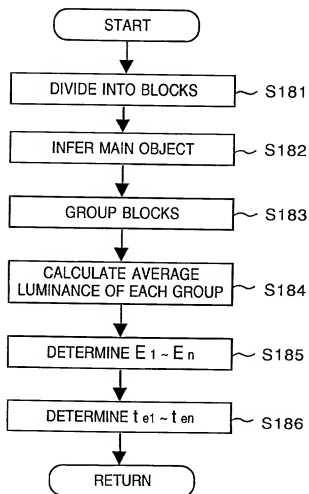 START
DIVIDE INTO BLOCKS
S181
INFER MAIN OBJECT
S182
GROUP BLOCKS
S183
CALCULATE AVERAGE
LUMINANCE OF EACH GROUP
S184
DETERMINE E1 ~ En
S185
DETERMINE te1 ~ ten
S186
RETURN